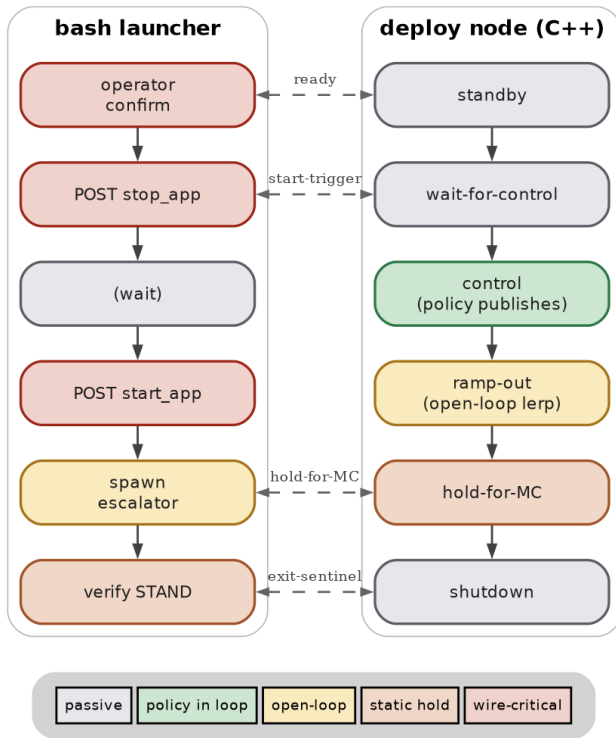 bash launcher
deploy node (C++)
operator
confirm
ready
standby
POST stop_app
start-trigger
wait-for-control
(wait)
control
(policy publishes)
POST start_app
ramp-out
(open-loop lerp)
spawn
escalator
hold-for-MC
hold-for-MC
verify STAND
exit-sentinel
shutdown
passive
policy in loop
open-loop
static hold
wire-critical